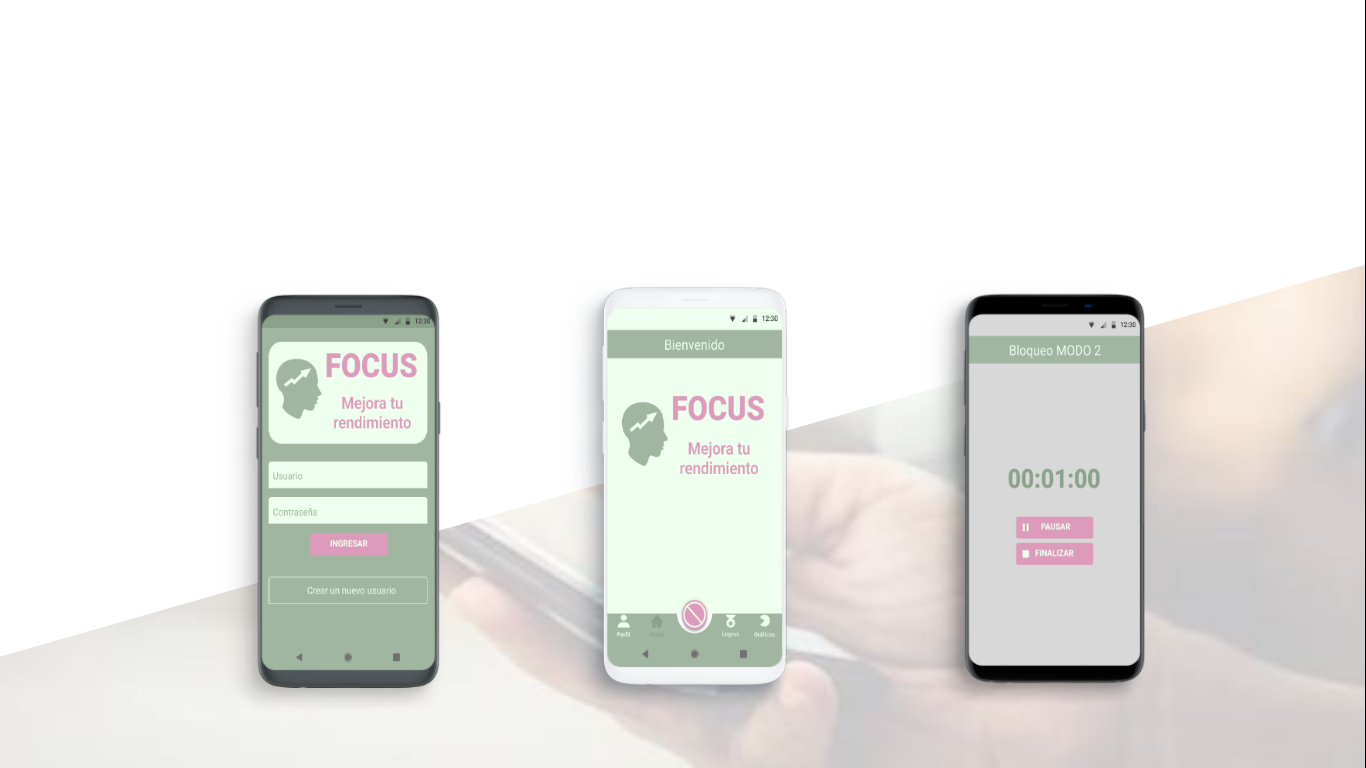 12:30
FOCUS
Mejora tu
rendimiento
Usuario
Contraseña
INGRESAR
Crear un nuevo usuario
12:30
Bienvenido
FOCUS
Mejora tu
rendimiento
Perfil
Logros
Gráficos
12:30
Bloqueo MODO 2
00:01:00
PAUSAR
FINALIZAR